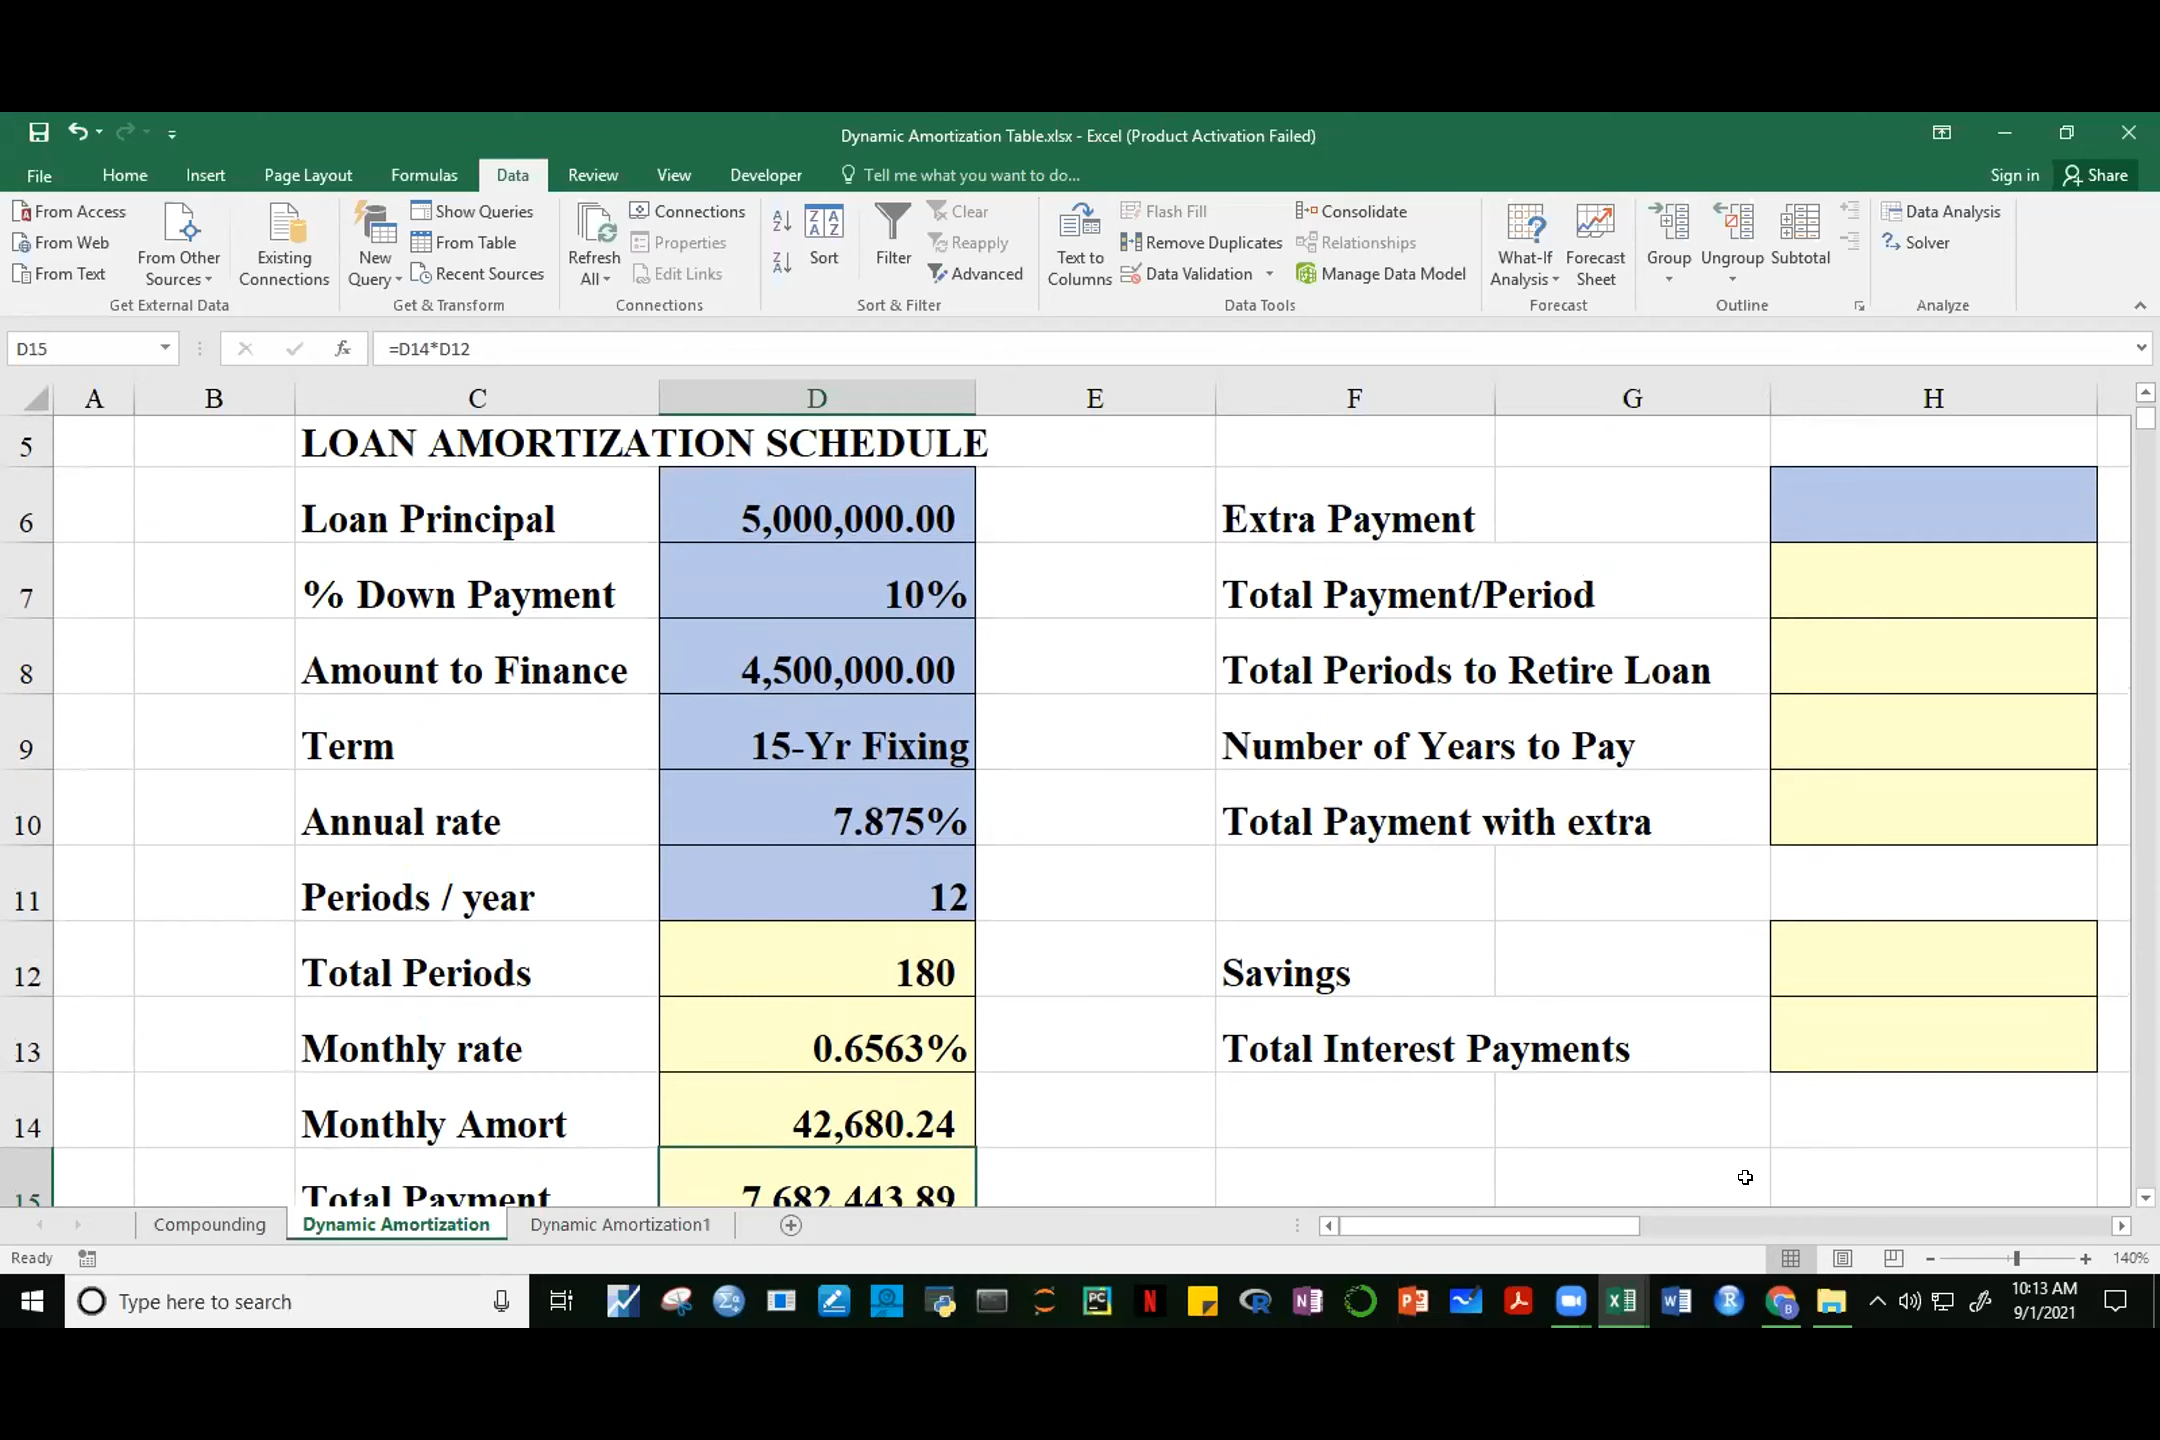 Dynamic Amortization Table.xlsx - Excel (Product Activation Failed)
File Home Insert Page Layout Formulas Data Review View Developer Tell me what you want to do... Sign in Share
From Access
From Web
From Text
From Other Sources
Existing Connections
Get External Data
New Query
Show Queries
From Table
Recent Sources
Get & Transform
Refresh All
Connections
Properties
Edit Links
Connections
Sort
Filter
Clear
Reapply
Advanced
Sort & Filter
Text to Columns
Flash Fill
Remove Duplicates
Data Validation
Consolidate
Relationships
Manage Data Model
Data Tools
What-If Analysis
Forecast Sheet
Forecast
Group
Ungroup
Subtotal
Outline
Data Analysis
Solver
Analyze
D15 fx =D14*D12
A B C D E F G H
5 LOAN AMORTIZATION SCHEDULE
6 Loan Principal 5,000,000.00 Extra Payment
7 % Down Payment 10% Total Payment/Period
8 Amount to Finance 4,500,000.00 Total Periods to Retire Loan
9 Term 15-Yr Fixing Number of Years to Pay
10 Annual rate 7.875% Total Payment with extra
11 Periods / year 12
12 Total Periods 180 Savings
13 Monthly rate 0.6563% Total Interest Payments
14 Monthly Amort 42,680.24
15 Total Payment 7,682,443.89
Compounding Dynamic Amortization Dynamic Amortization1
Ready 140%
Type here to search
10:13 AM
9/1/2021